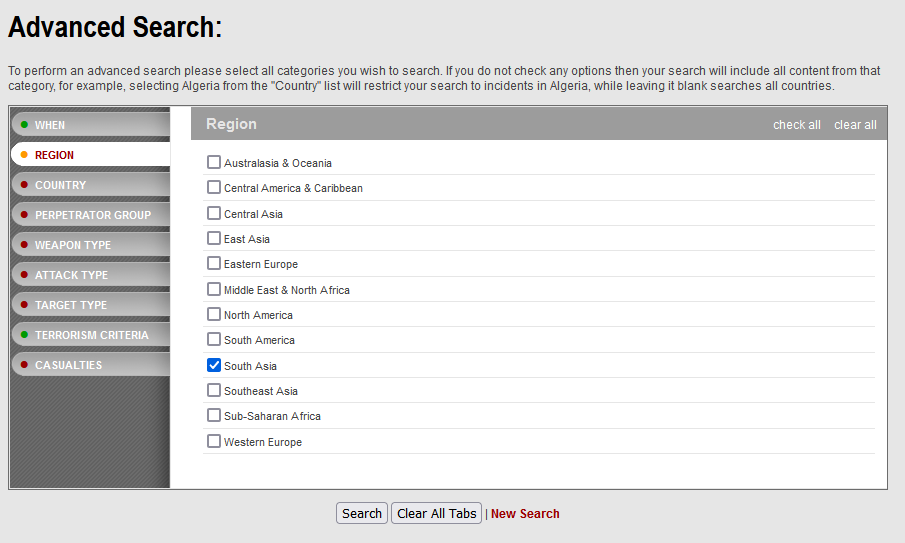 Advanced Search:
To perform an advanced search please select all categories you wish to search. If you do not check any options then your search will include all content from that
category, for example, selecting Algeria from the "Country" list will restrict your search to incidents in Algeria, while leaving it blank searches all countries.
WHEN
REGION
COUNTRY
PERPETRATOR GROUP
WEAPON TYPE
ATTACK TYPE
TARGET TYPE
TERRORISM CRITERIA
CASUALTIES
Region check all clear all
Australasia & Oceania
Central America & Caribbean
Central Asia
East Asia
Eastern Europe
Middle East & North Africa
North America
South America
South Asia
Southeast Asia
Sub-Saharan Africa
Western Europe
Search Clear All Tabs | New Search